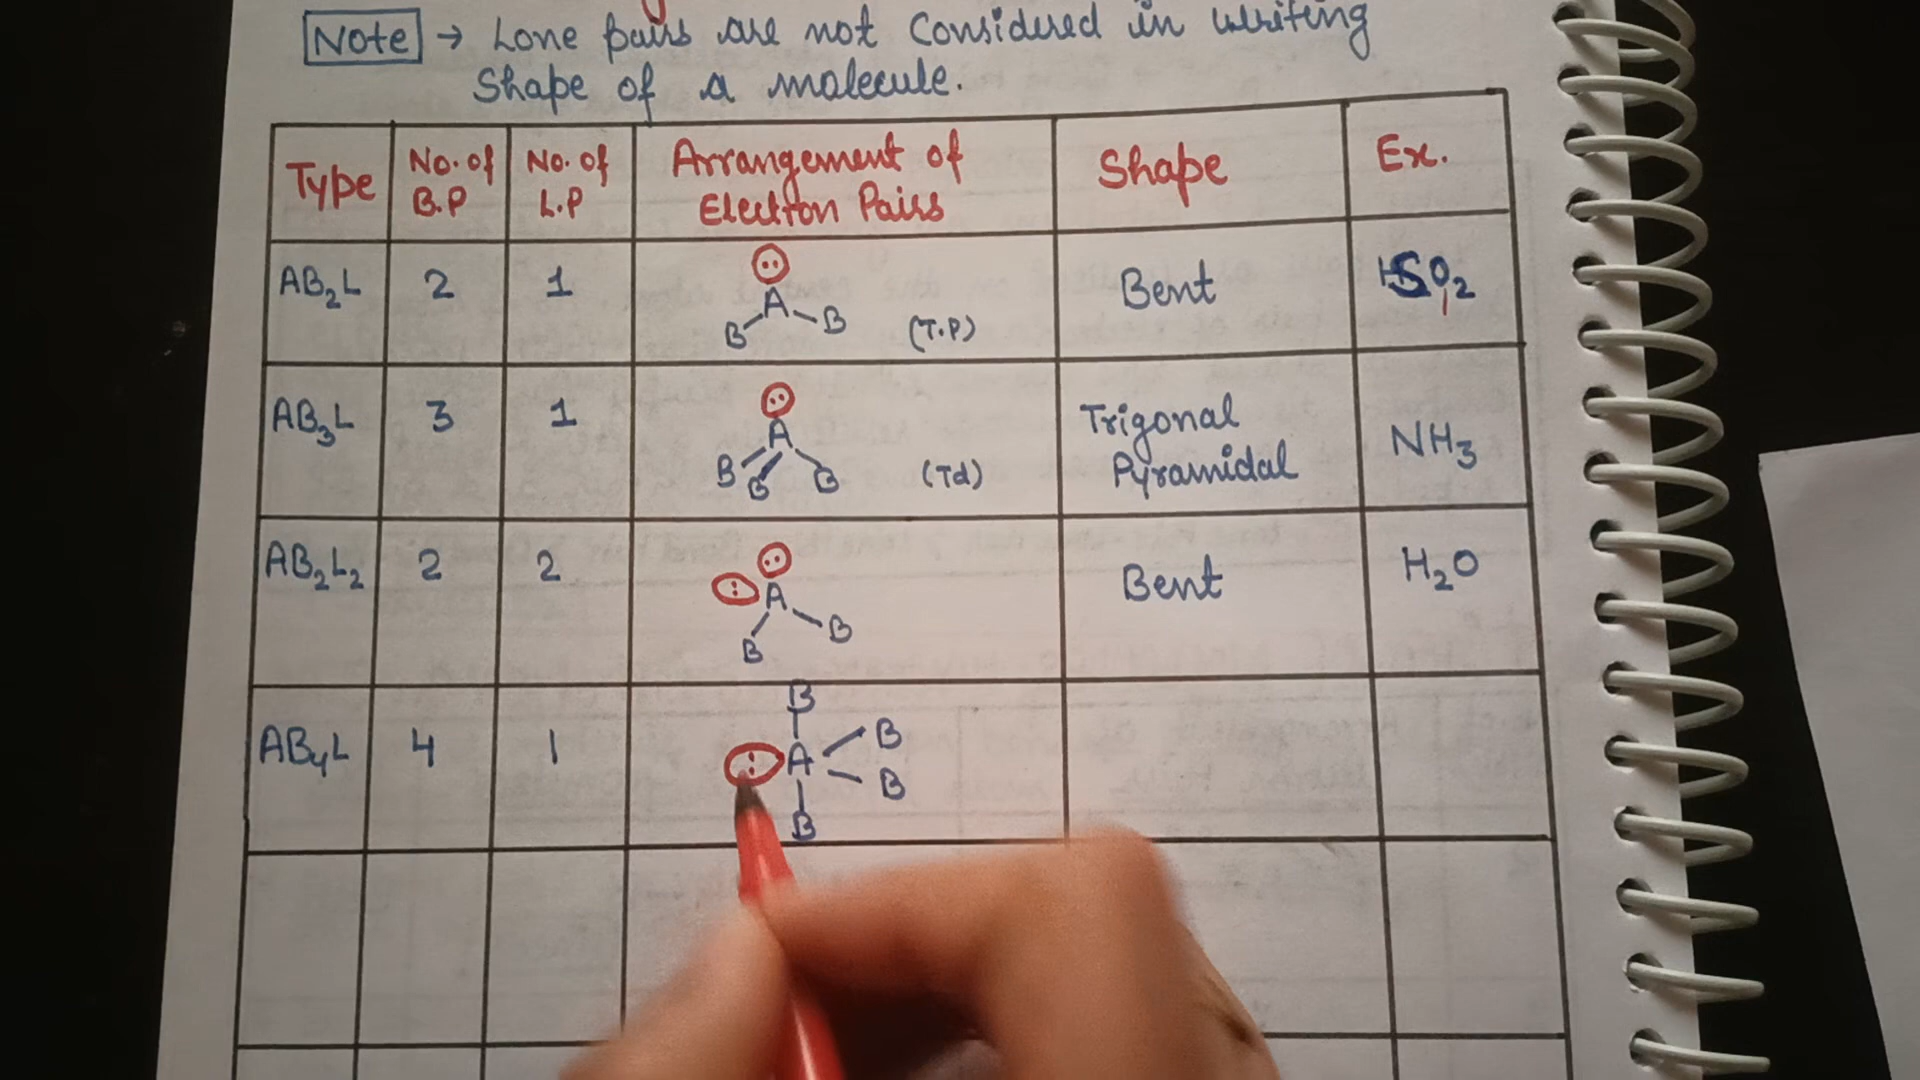 Note → Lone pairs are not Considered in writing
Shape of a molecule.
Type No. of B.P No. of L.P Arrangement of Electron Pairs Shape Ex.
AB₂L 2 1 A B B (T.P) Bent SO₂
AB₃L 3 1 A B B B (Td) Trigonal Pyramidal NH₃
AB₂L₂ 2 2 A B B Bent H₂O
AB₄L 4 1 B A B B B